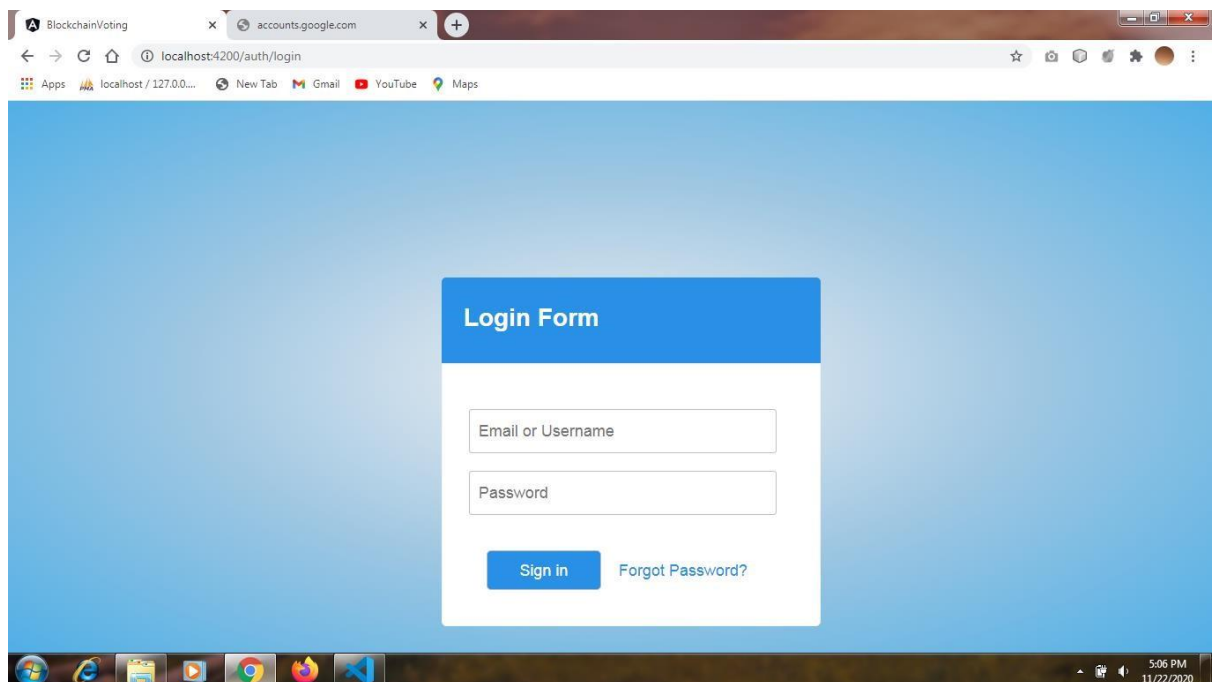 BlockchainVoting
accounts.google.com
localhost:4200/auth/login
Apps localhost / 127.0.0.... New Tab Gmail YouTube Maps
Login Form
Email or Username
Password
Sign in Forgot Password?
5:06 PM
11/22/2020